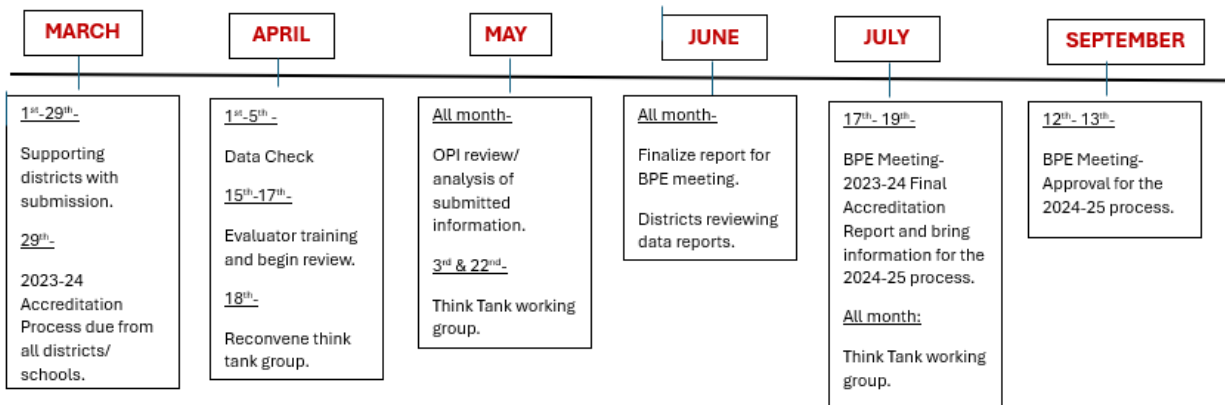 MARCH
1st-29th-
Supporting
districts with
submission.
29th-
2023-24
Accreditation
Process due from
all districts/
schools.
APRIL
1st-5th -
Data Check
15th-17th-
Evaluator training
and begin review.
18th-
Reconvene think
tank group.
MAY
All month-
OPI review/
analysis of
submitted
information.
3rd & 22nd-
Think Tank working
group.
JUNE
All month-
Finalize report for
BPE meeting.
Districts reviewing
data reports.
JULY
17th- 19th-
BPE Meeting-
2023-24 Final
Accreditation
Report and bring
information for the
2024-25 process.
All month:
Think Tank working
group.
SEPTEMBER
12th- 13th-
BPE Meeting-
Approval for the
2024-25 process.